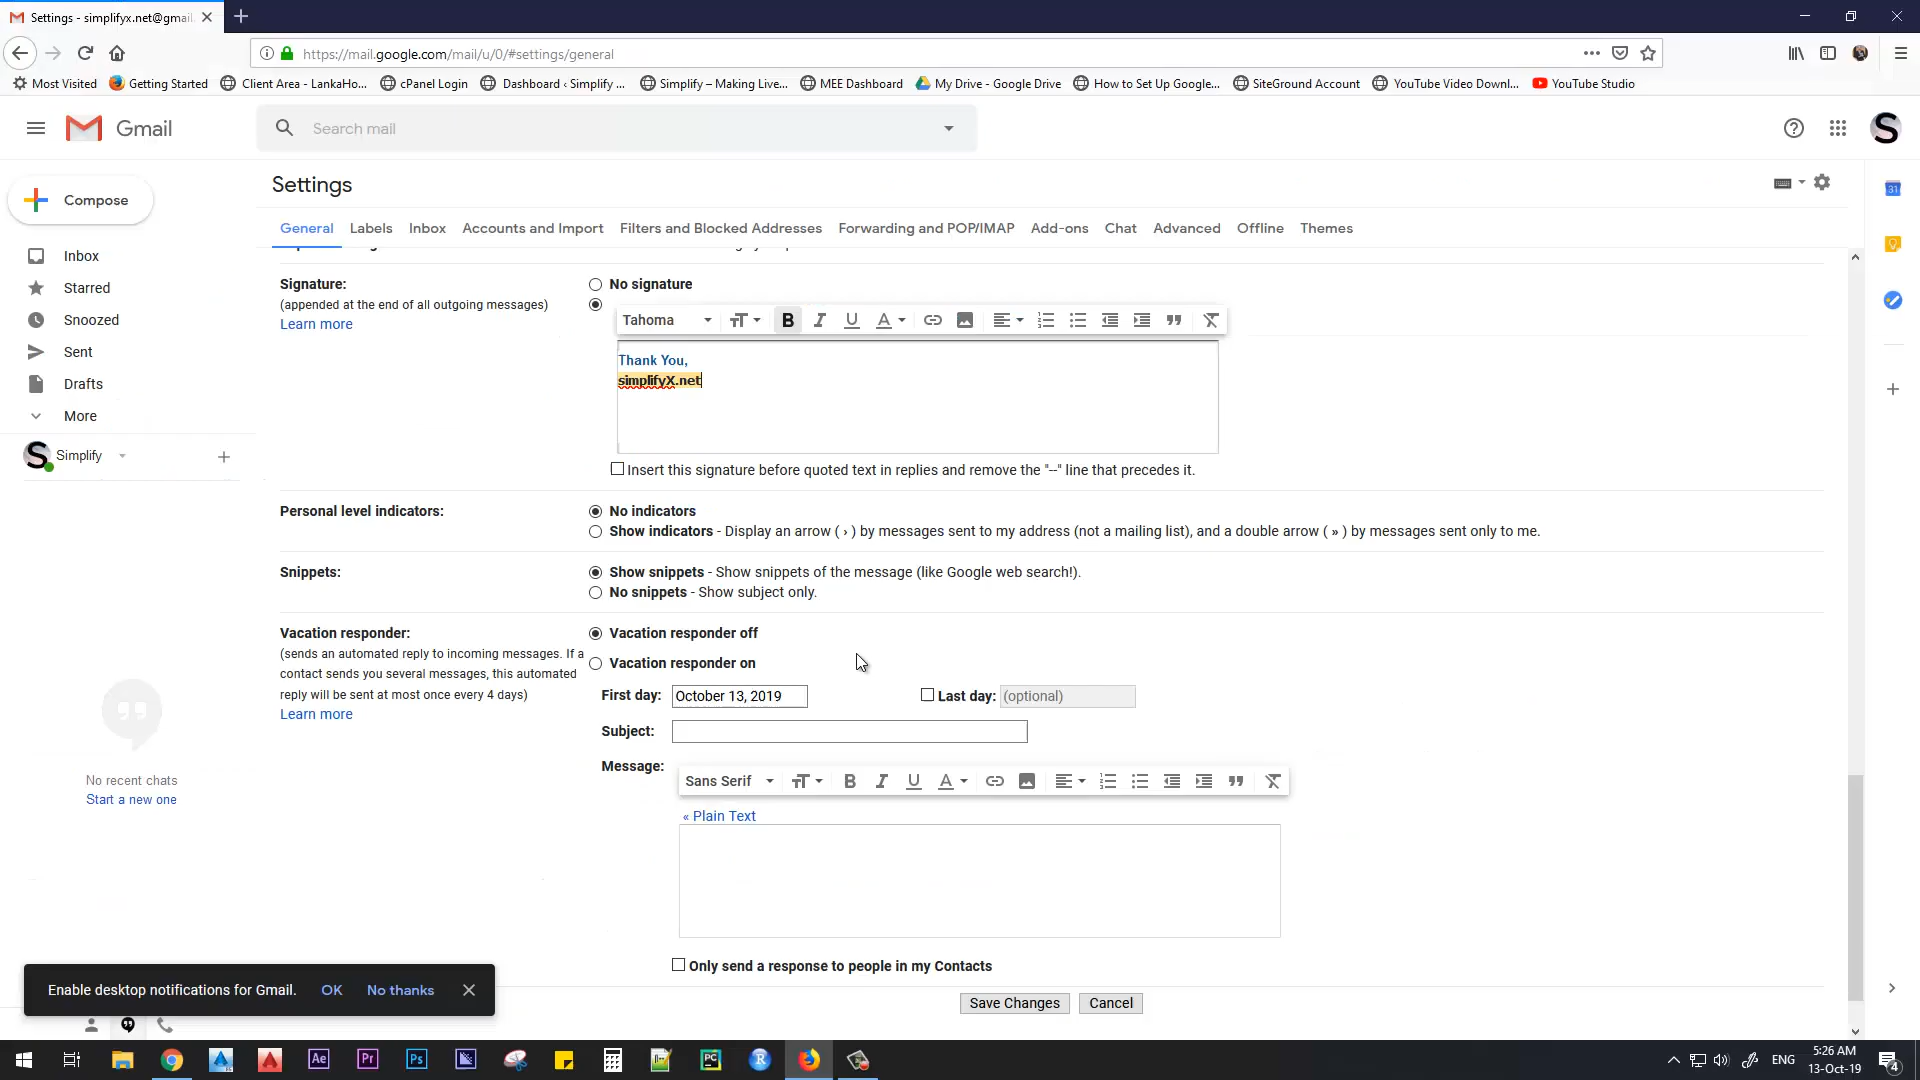 Settings - simplifyx.net@gmai
https://mail.google.com/mail/u/0/#settings/general
Most Visited
Getting Started
Client Area - LankaHo...
cPanel Login
Dashboard ‹ Simplify ...
Simplify – Making Live...
MEE Dashboard
My Drive - Google Drive
How to Set Up Google...
SiteGround Account
YouTube Video Downl...
YouTube Studio
Gmail
Search mail
S
Compose
Settings
31
General
Labels
Inbox
Accounts and Import
Filters and Blocked Addresses
Forwarding and POP/IMAP
Add-ons
Chat
Advanced
Offline
Themes
Inbox
Starred
Snoozed
Sent
Drafts
More
S Simplify
Signature:
(appended at the end of all outgoing messages)
Learn more
No signature
Tahoma
Thank You,
simplifyX.net
Insert this signature before quoted text in replies and remove the "--" line that precedes it.
Personal level indicators:
No indicators
Show indicators - Display an arrow ( › ) by messages sent to my address (not a mailing list), and a double arrow ( » ) by messages sent only to me.
Snippets:
Show snippets - Show snippets of the message (like Google web search!).
No snippets - Show subject only.
Vacation responder:
(sends an automated reply to incoming messages. If a
contact sends you several messages, this automated
reply will be sent at most once every 4 days)
Learn more
Vacation responder off
Vacation responder on
First day: October 13, 2019
Last day: (optional)
Subject:
Message:
Sans Serif
« Plain Text
Only send a response to people in my Contacts
Save Changes
Cancel
No recent chats
Start a new one
Enable desktop notifications for Gmail.
OK
No thanks
Ae
Pr
Ps
PC
R
ENG
5:26 AM
13-Oct-19
4